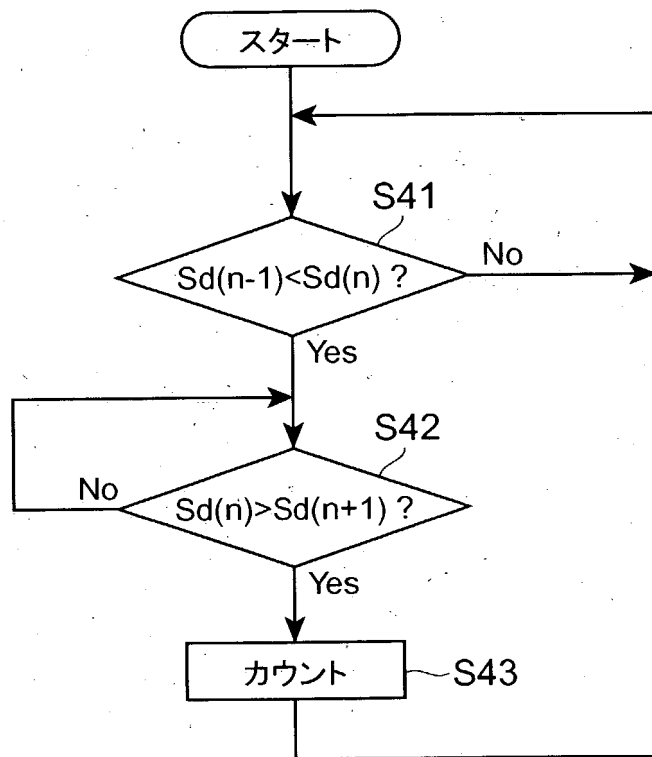 スタート
S41
Sd(n-1)<Sd(n) ?
No
Yes
S42
No
Sd(n)>Sd(n+1) ?
Yes
カウント
S43